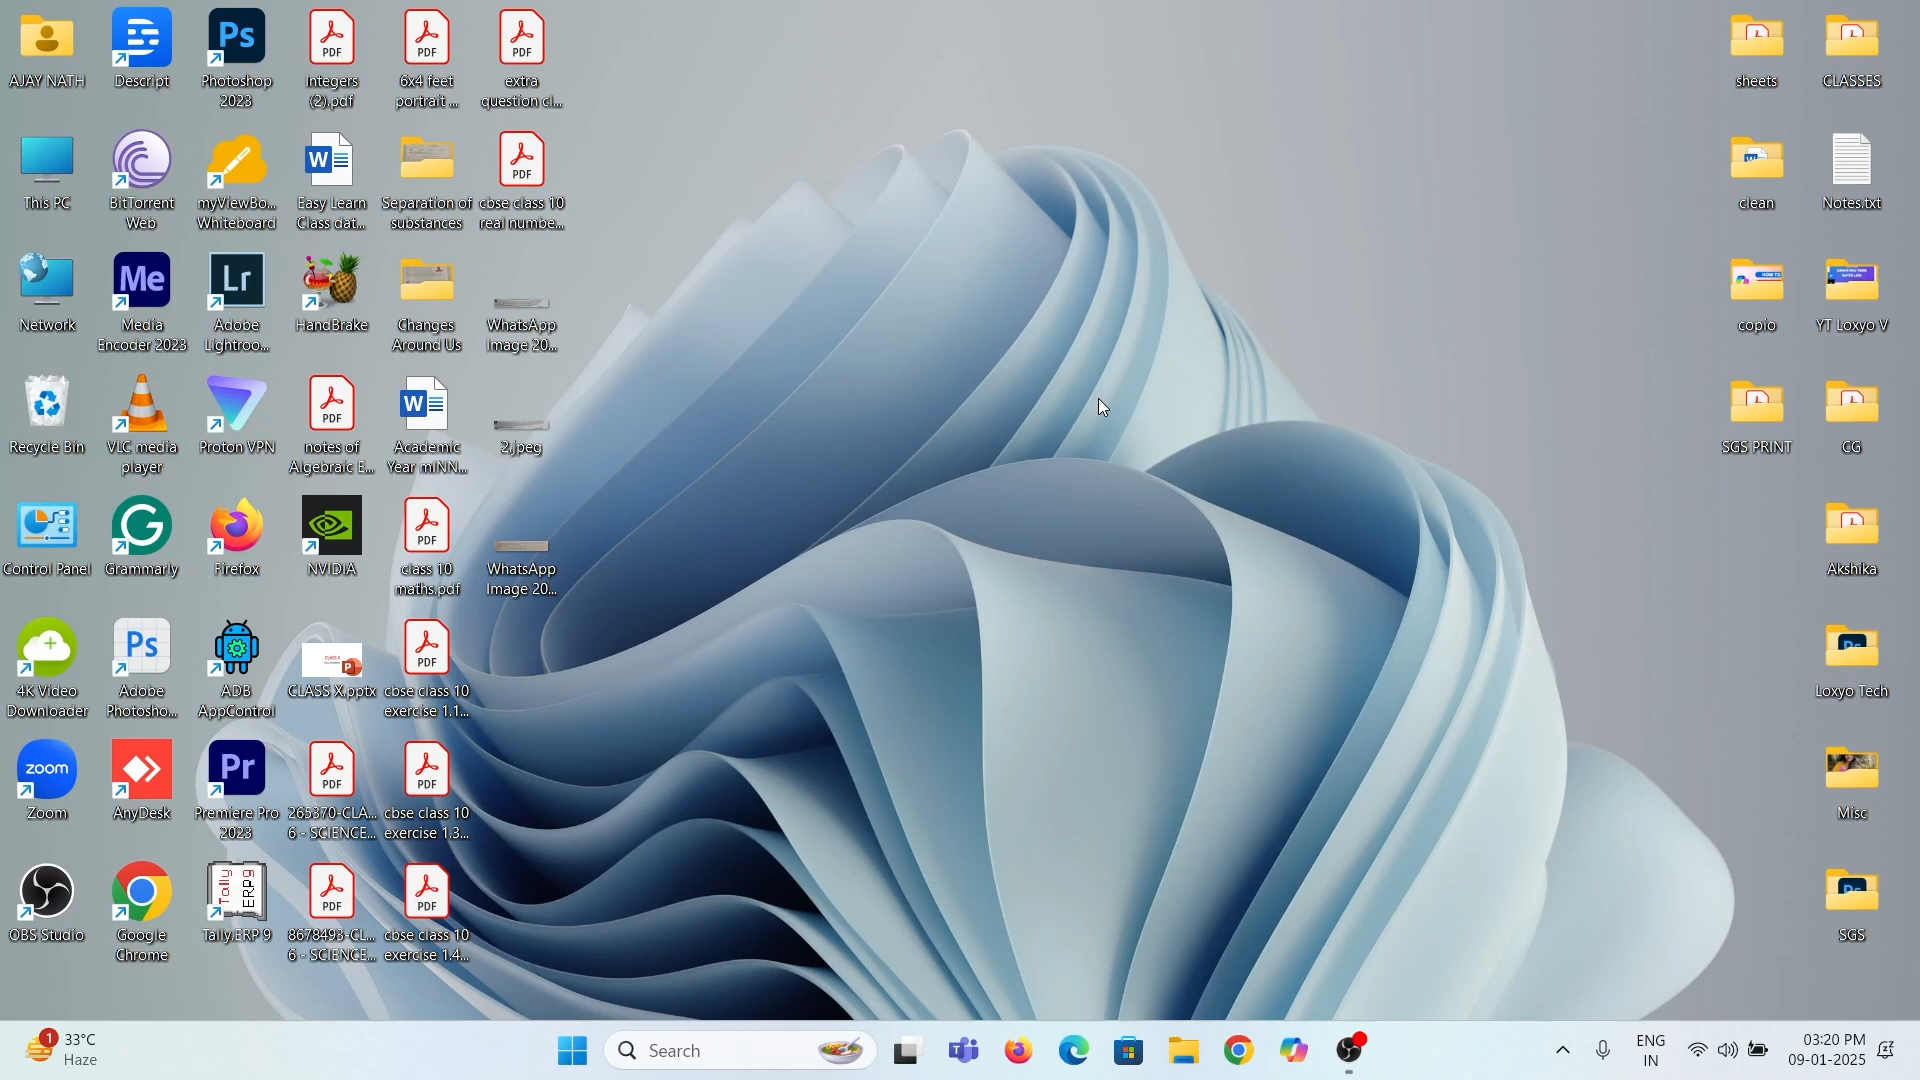 AJAY NATH
Descript
Photoshop
2023
Integers
(2).pdf
6x4 feet
portrait ...
extra
question cl...
This PC
BitTorrent
Web
myViewBo...
Whiteboard
Easy Learn
Class dat...
Separation of
substances
cbse class 10
real numbe...
Network
Media
Encoder 2023
Adobe
Lightroo...
HandBrake
Changes
Around Us
WhatsApp
Image 20...
Recycle Bin
VLC media
player
Proton VPN
notes of
Algebraic E...
Academic
Year mINN...
2.jpeg
Control Panel
Grammarly
Firefox
NVIDIA
class 10
maths.pdf
WhatsApp
Image 20...
4K Video
Downloader
Adobe
Photosho...
ADB
AppControl
CLASS X.pptx
cbse class 10
exercise 1.1...
Zoom
AnyDesk
Premiere Pro
2023
265370-CLA...
6 - SCIENCE...
cbse class 10
exercise 1.3...
OBS Studio
Google
Chrome
Tally.ERP 9
8678493-CL...
6 - SCIENCE...
cbse class 10
exercise 1.4...
sheets
CLASSES
clean
Notes.txt
copio
YT Loxyo V
SGS PRINT
CG
Akshika
Loxyo Tech
Misc
SGS
1
33°C
Haze
Search
ENG
IN
03:20 PM
09-01-2025